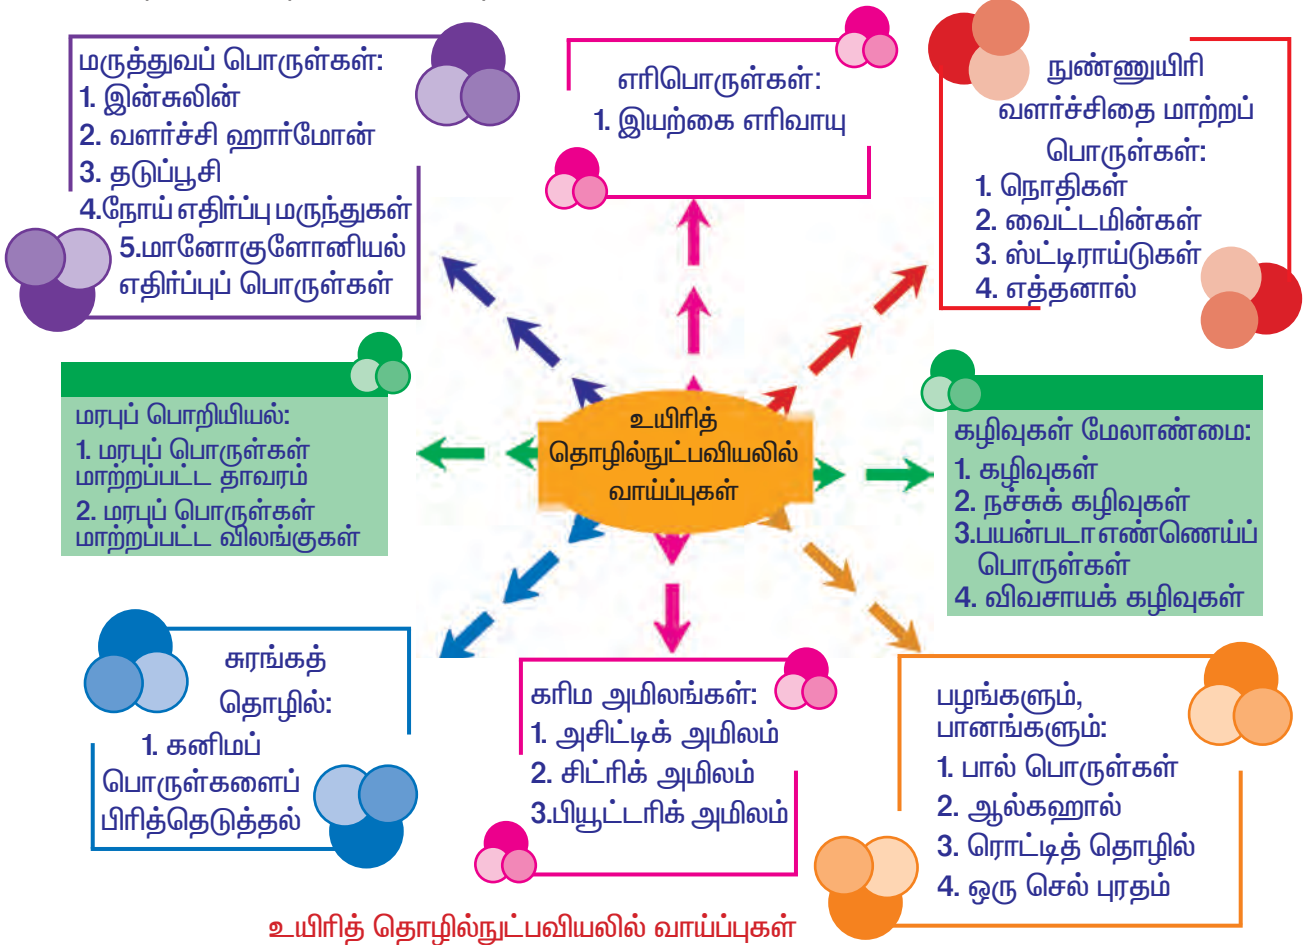 மருத்துவப் பொருள்கள்:
1. இன்சுலின்
2. வளர்ச்சி ஹார்மோன்
3. தடுப்பூசி
4.நோய் எதிர்ப்பு மருந்துகள்
5.மானோகுளோனியல்
எதிர்ப்புப் பொருள்கள்
எரிபொருள்கள்:
1. இயற்கை எரிவாயு
நுண்ணுயிரி
வளர்ச்சிதை மாற்றப்
பொருள்கள்:
1. நொதிகள்
2. வைட்டமின்கள்
3. ஸ்ட்டிராய்டுகள்
4. எத்தனால்
மரபுப் பொறியியல்:
1. மரபுப் பொருள்கள்
மாற்றப்பட்ட தாவரம்
2. மரபுப் பொருள்கள்
மாற்றப்பட்ட விலங்குகள்
உயிரித்
தொழில்நுட்பவியலில்
வாய்ப்புகள்
கழிவுகள் மேலாண்மை:
1. கழிவுகள்
2. நச்சுக் கழிவுகள்
3.பயன்படாஎண்ணெய்ப்
பொருள்கள்
4. விவசாயக் கழிவுகள்
சுரங்கத்
தொழில்:
1. கனிமப்
பொருள்களைப்
பிரித்தெடுத்தல்
கரிம அமிலங்கள்:
1. அசிட்டிக் அமிலம்
2. சிட்ரிக் அமிலம்
3.பியூட்டரிக் அமிலம்
பழங்களும்,
பானங்களும்:
1. பால் பொருள்கள்
2. ஆல்கஹால்
3. ரொட்டித் தொழில்
4. ஒரு செல் புரதம்
உயிரித் தொழில்நுட்பவியலில் வாய்ப்புகள்